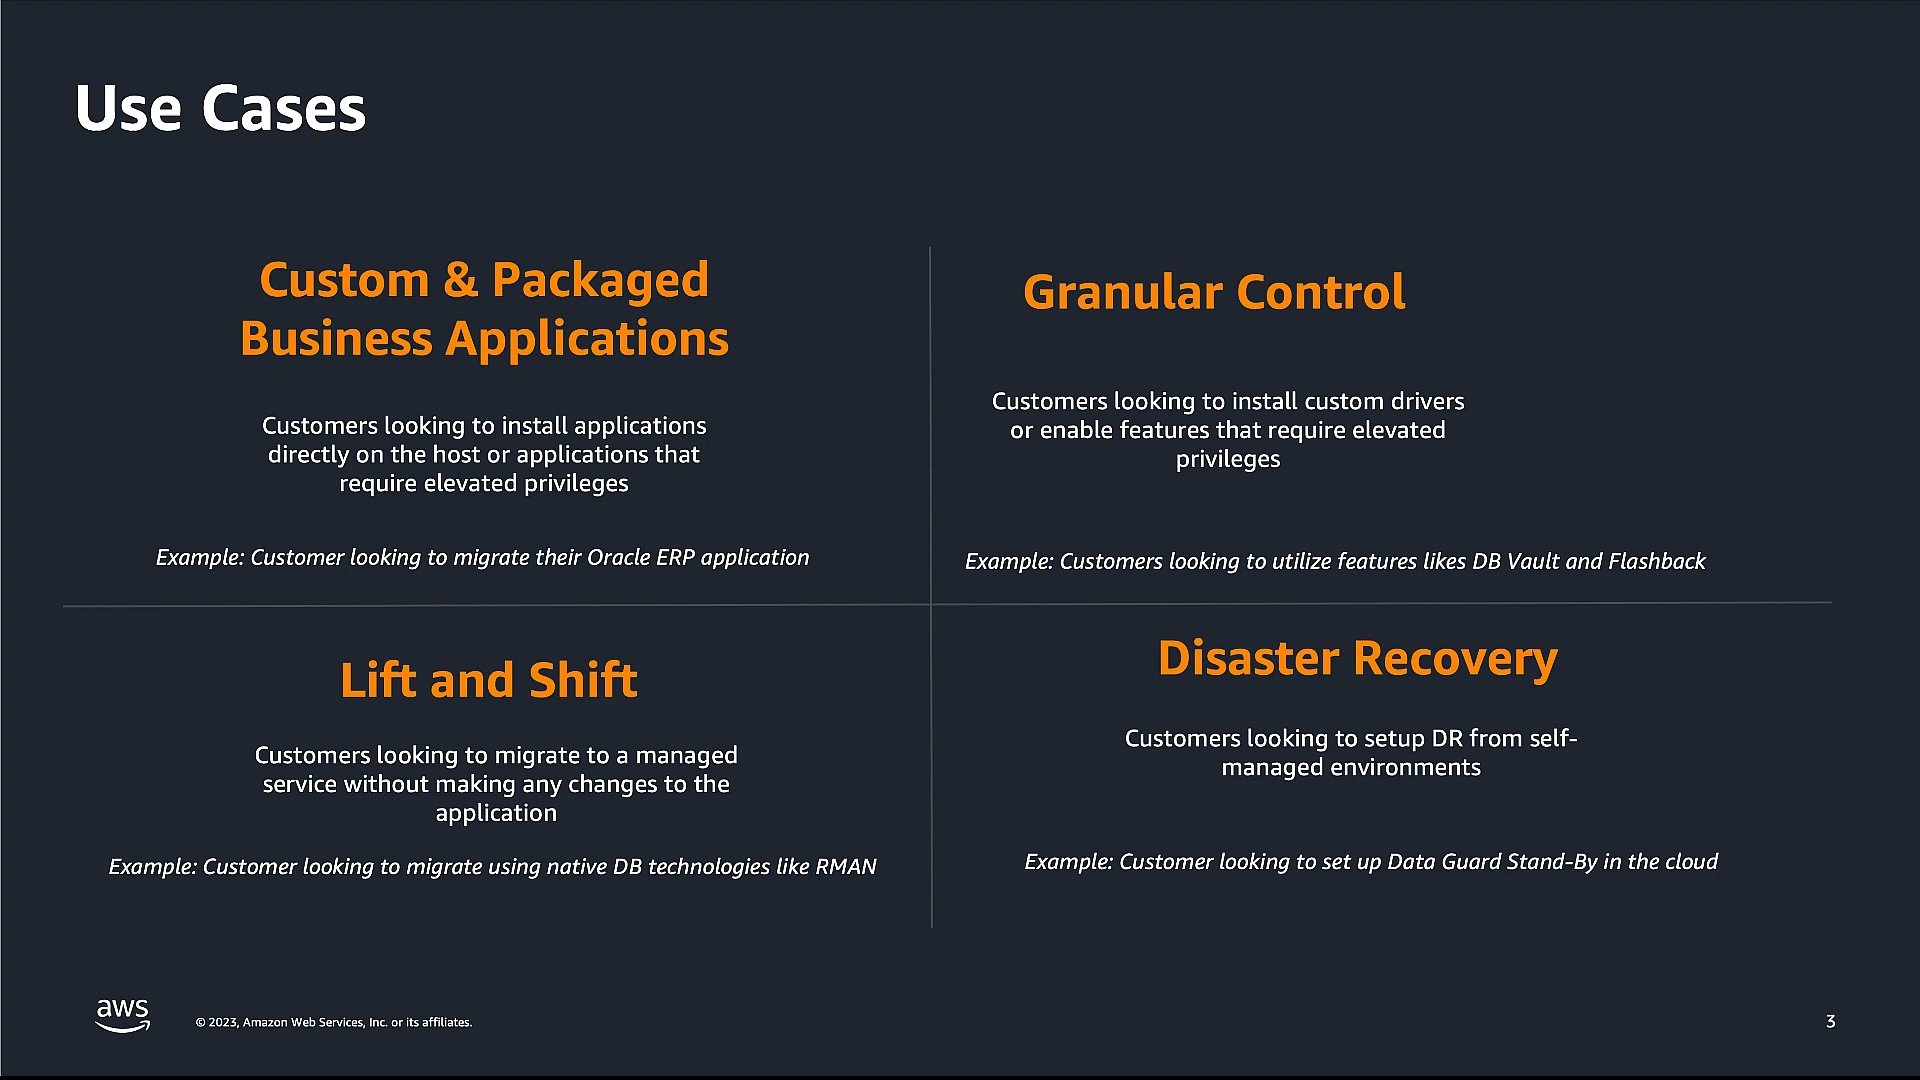 Use Cases
Custom & Packaged
Business Applications
Customers looking to install applications
directly on the host or applications that
require elevated privileges
Example: Customer looking to migrate their Oracle ERP application
Granular Control
Customers looking to install custom drivers
or enable features that require elevated
privileges
Example: Customers looking to utilize features likes DB Vault and Flashback
Lift and Shift
Customers looking to migrate to a managed
service without making any changes to the
application
Example: Customer looking to migrate using native DB technologies like RMAN
Disaster Recovery
Customers looking to setup DR from self-
managed environments
Example: Customer looking to set up Data Guard Stand-By in the cloud
aws
© 2023, Amazon Web Services, Inc. or its affiliates.
3